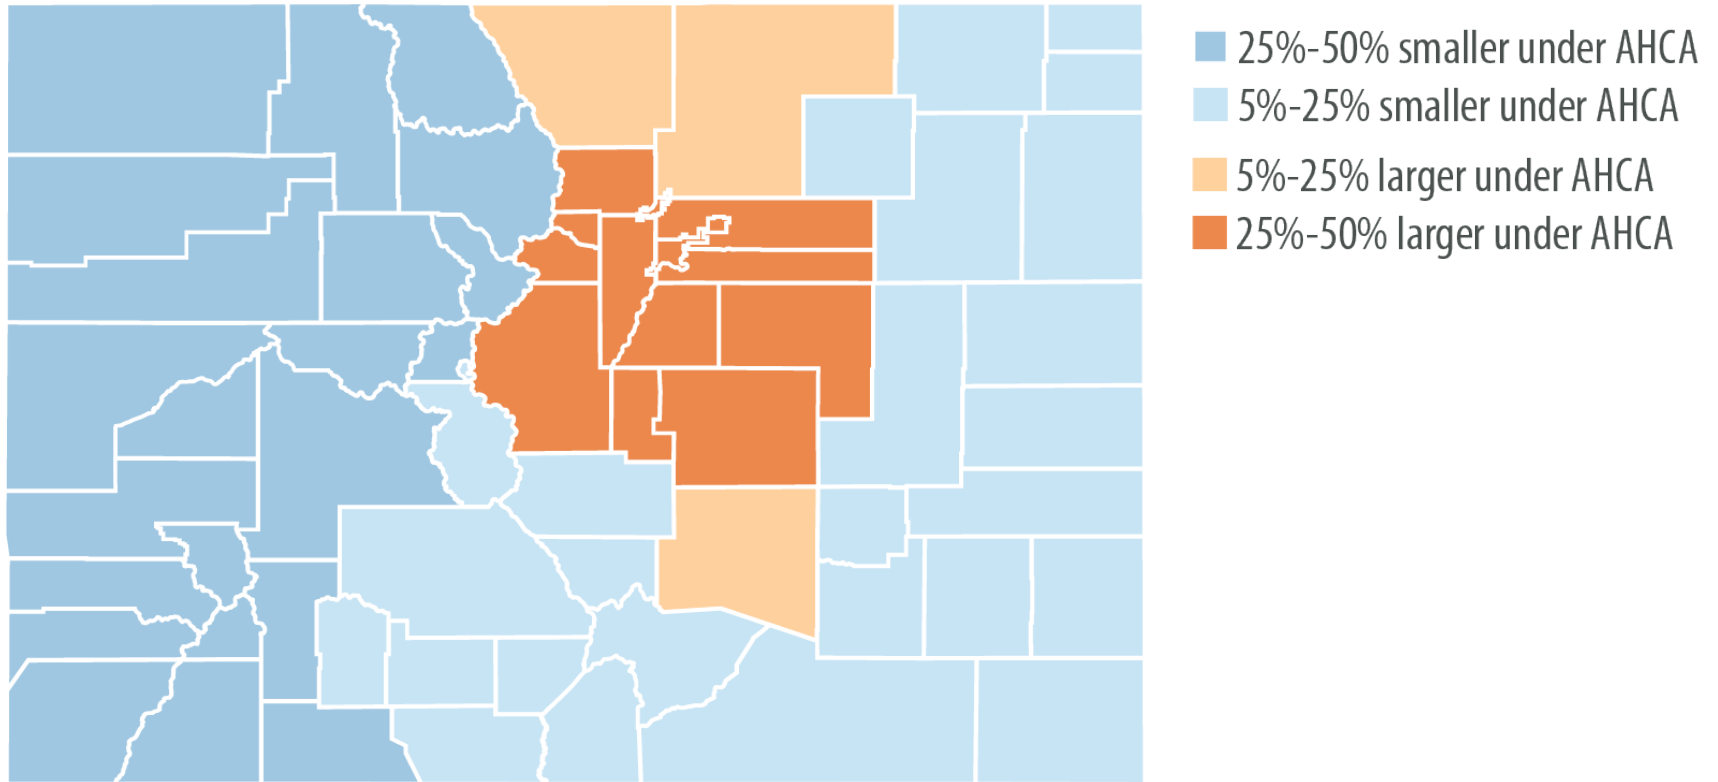 25%-50% smaller under AHCA
5%-25% smaller under AHCA
5%-25% larger under AHCA
25%-50% larger under AHCA